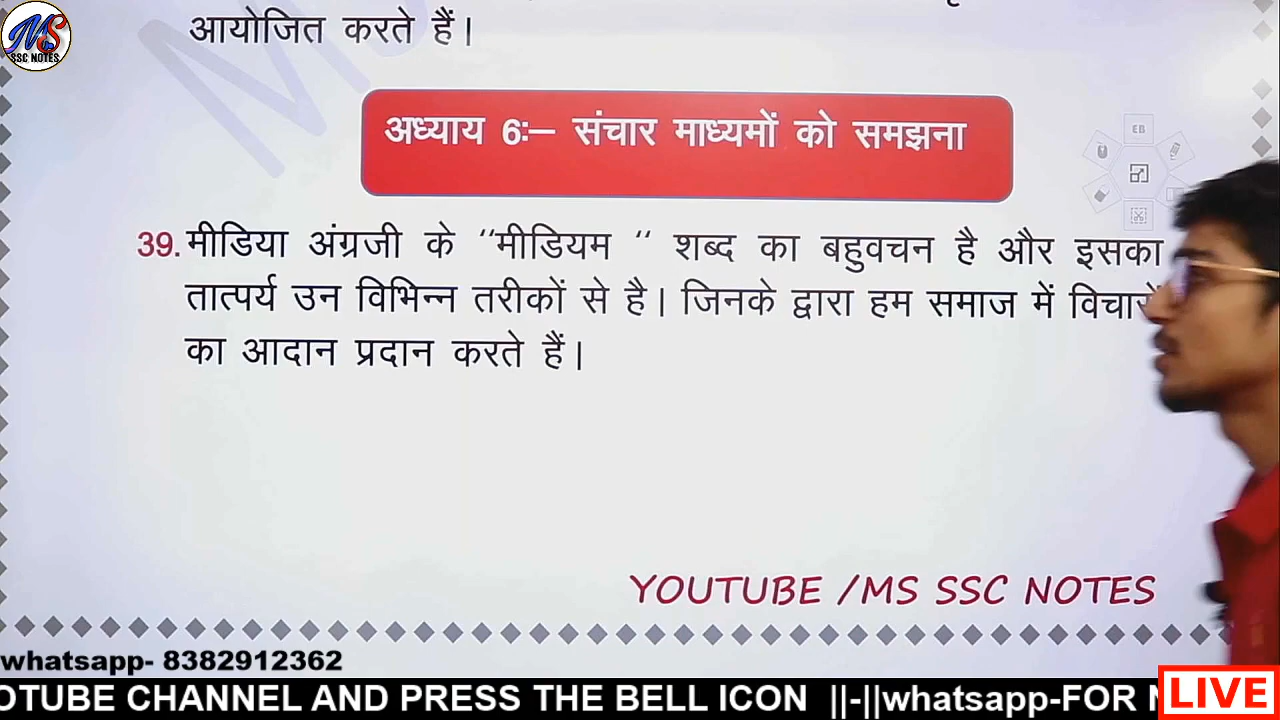 MS
SSC NOTES
आयोजित करते हैं।
EB
अध्याय 6ः– संचार माध्यमों को समझना
39. मीडिया अंग्रजी के “मीडियम “ शब्द का बहुवचन है और इसका
तात्पर्य उन विभिन्न तरीकों से है। जिनके द्वारा हम समाज में विचारों
का आदान प्रदान करते हैं।
YOUTUBE /MS SSC NOTES
whatsapp- 8382912362
CHANNEL AND PRESS THE BELL ICON ||-||whatsapp-FOR
LIVE